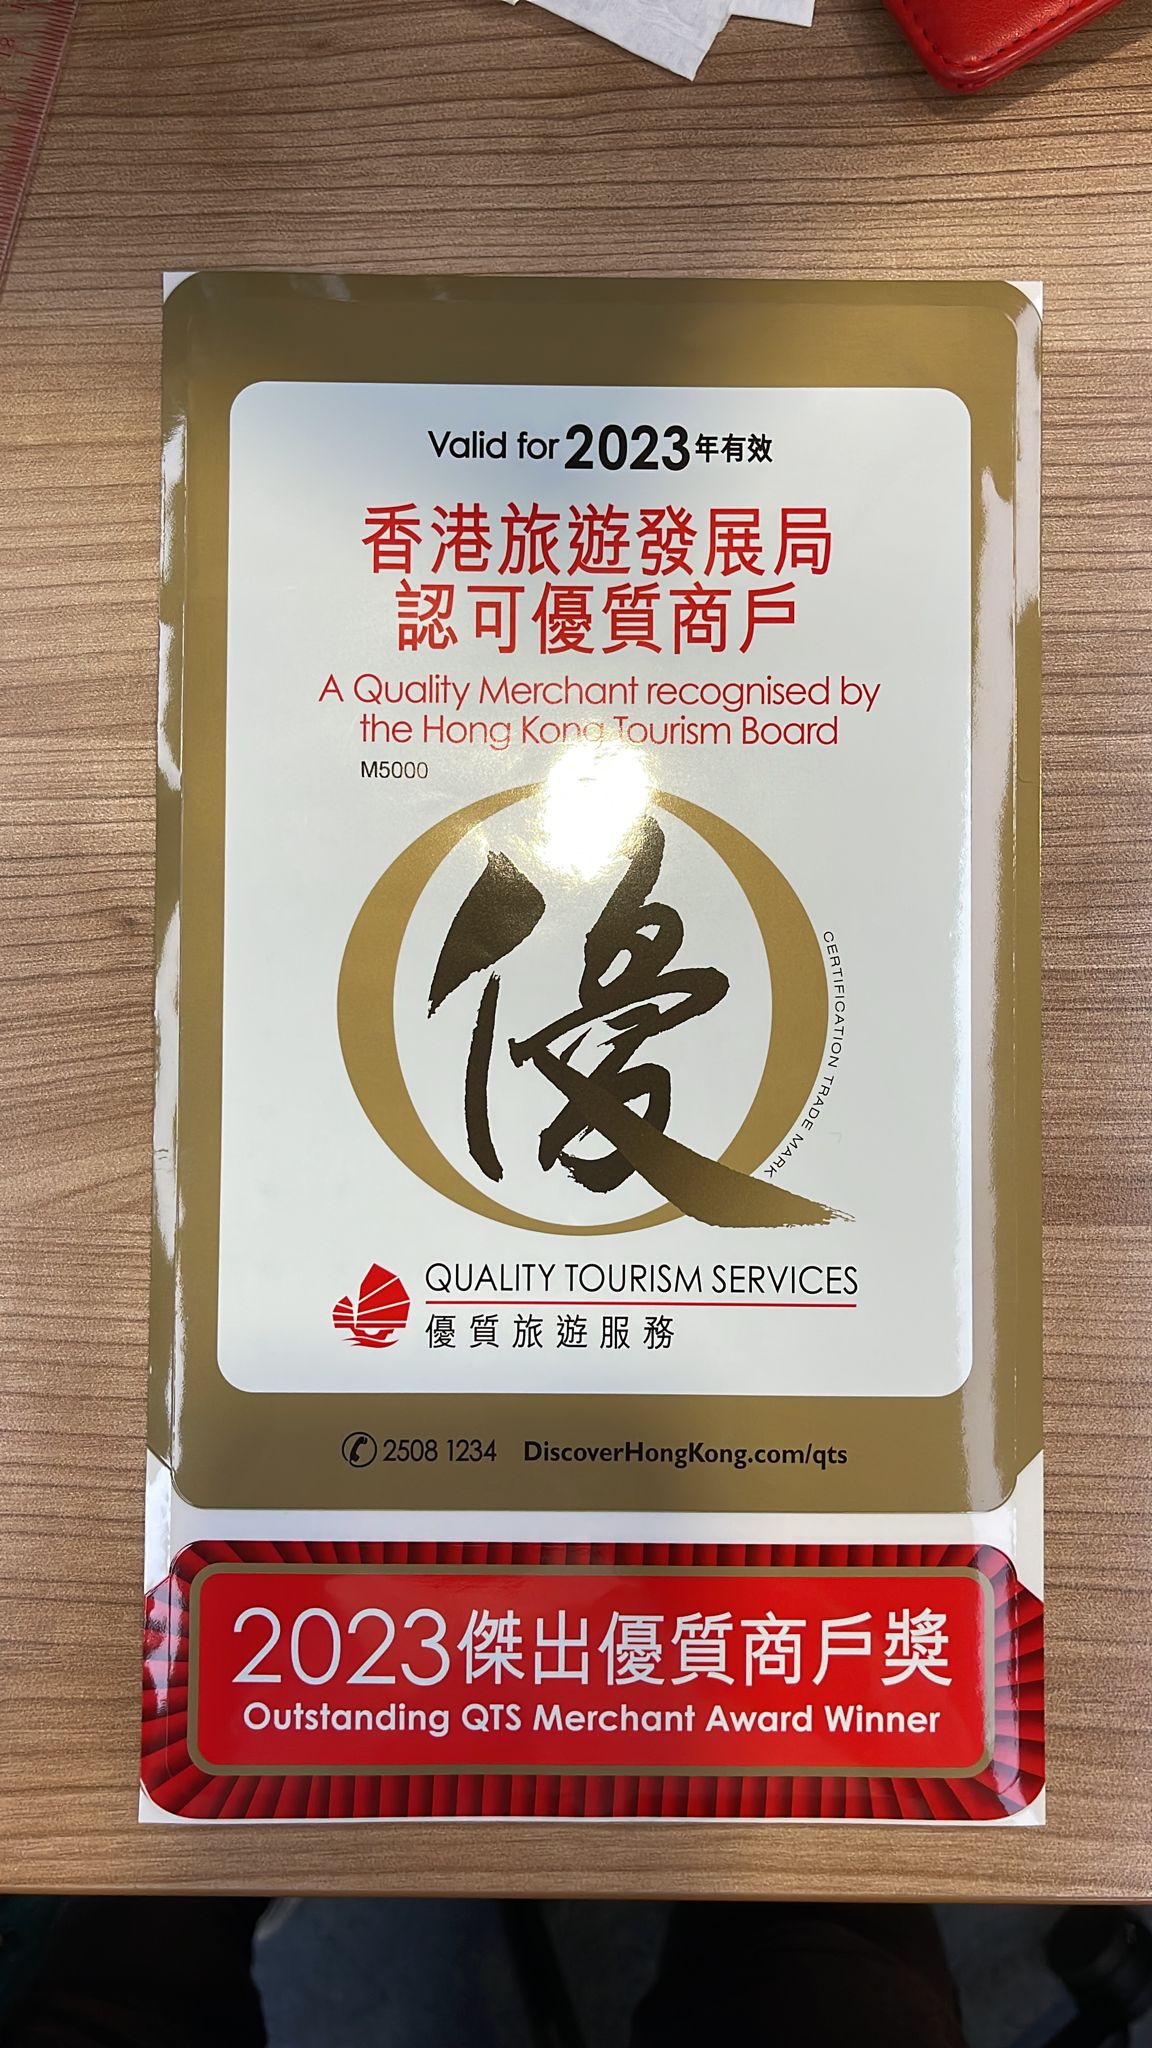 Valid for 2023年有效
香港旅遊發展局
認可優質商戶
A Quality Merchant recognised by
the Hong Kong Tourism Board
M5000
優
CERTIFICATION TRADE MARK
QUALITY TOURISM SERVICES
優質旅遊服務
2508 1234 DiscoverHongKong.com/qts
2023傑出優質商戶獎
Outstanding QTS Merchant Award Winner